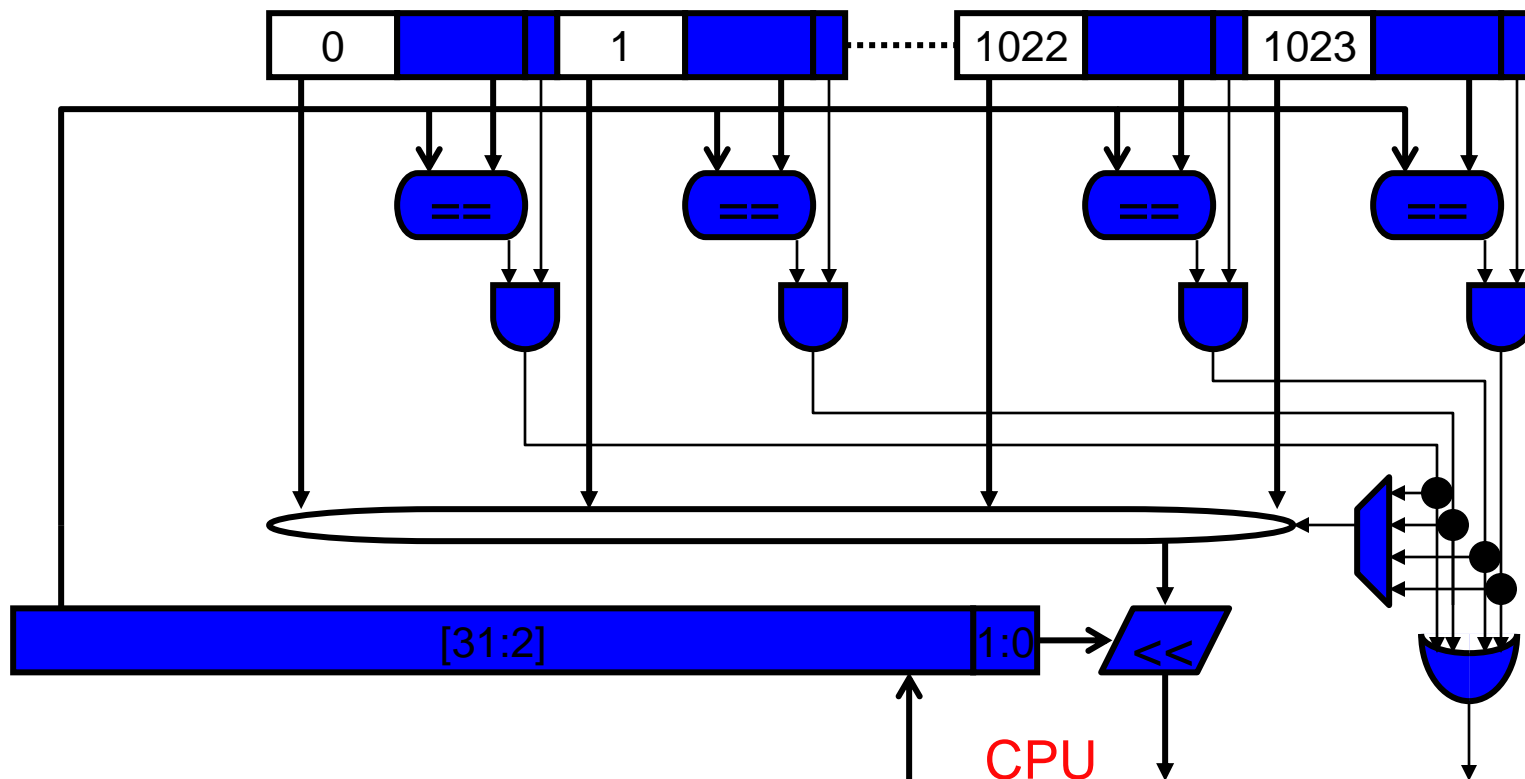 0 1 1022 1023
== == == ==
[31:2] 1:0 <<
CPU